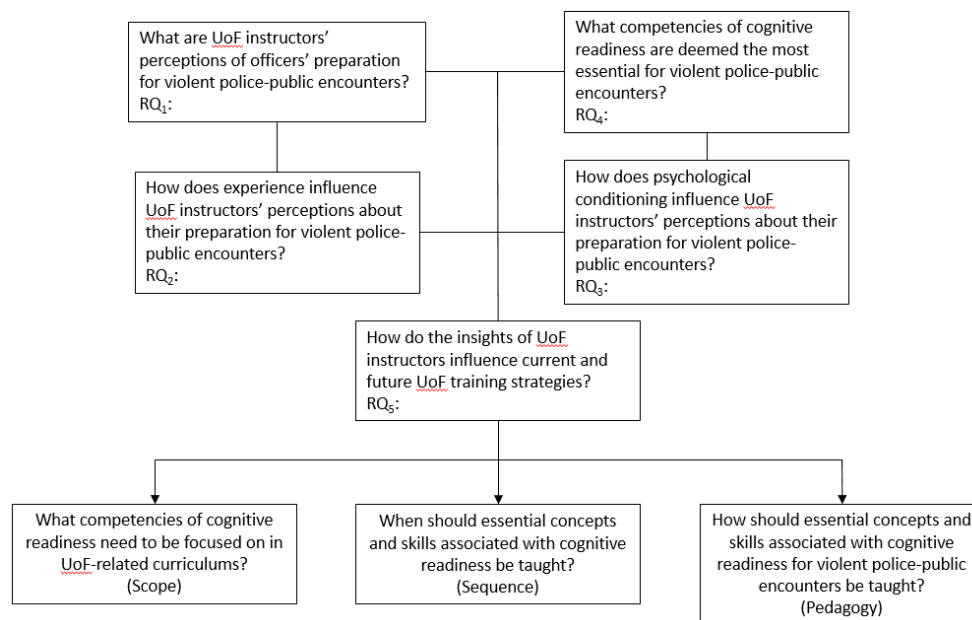 What are UoF instructors'
perceptions of officers' preparation
for violent police-public encounters?
RQ₁:
What competencies of cognitive
readiness are deemed the most
essential for violent police-public
encounters?
RQ₄:
How does experience influence
UoF instructors' perceptions about
their preparation for violent police-
public encounters?
RQ₂:
How does psychological
conditioning influence UoF
instructors' perceptions about their
preparation for violent police-
public encounters?
RQ₃:
How do the insights of UoF
instructors influence current and
future UoF training strategies?
RQ₅:
What competencies of cognitive
readiness need to be focused on in
UoF-related curriculums?
(Scope)
When should essential concepts
and skills associated with cognitive
readiness be taught?
(Sequence)
How should essential concepts and
skills associated with cognitive
readiness for violent police-public
encounters be taught?
(Pedagogy)